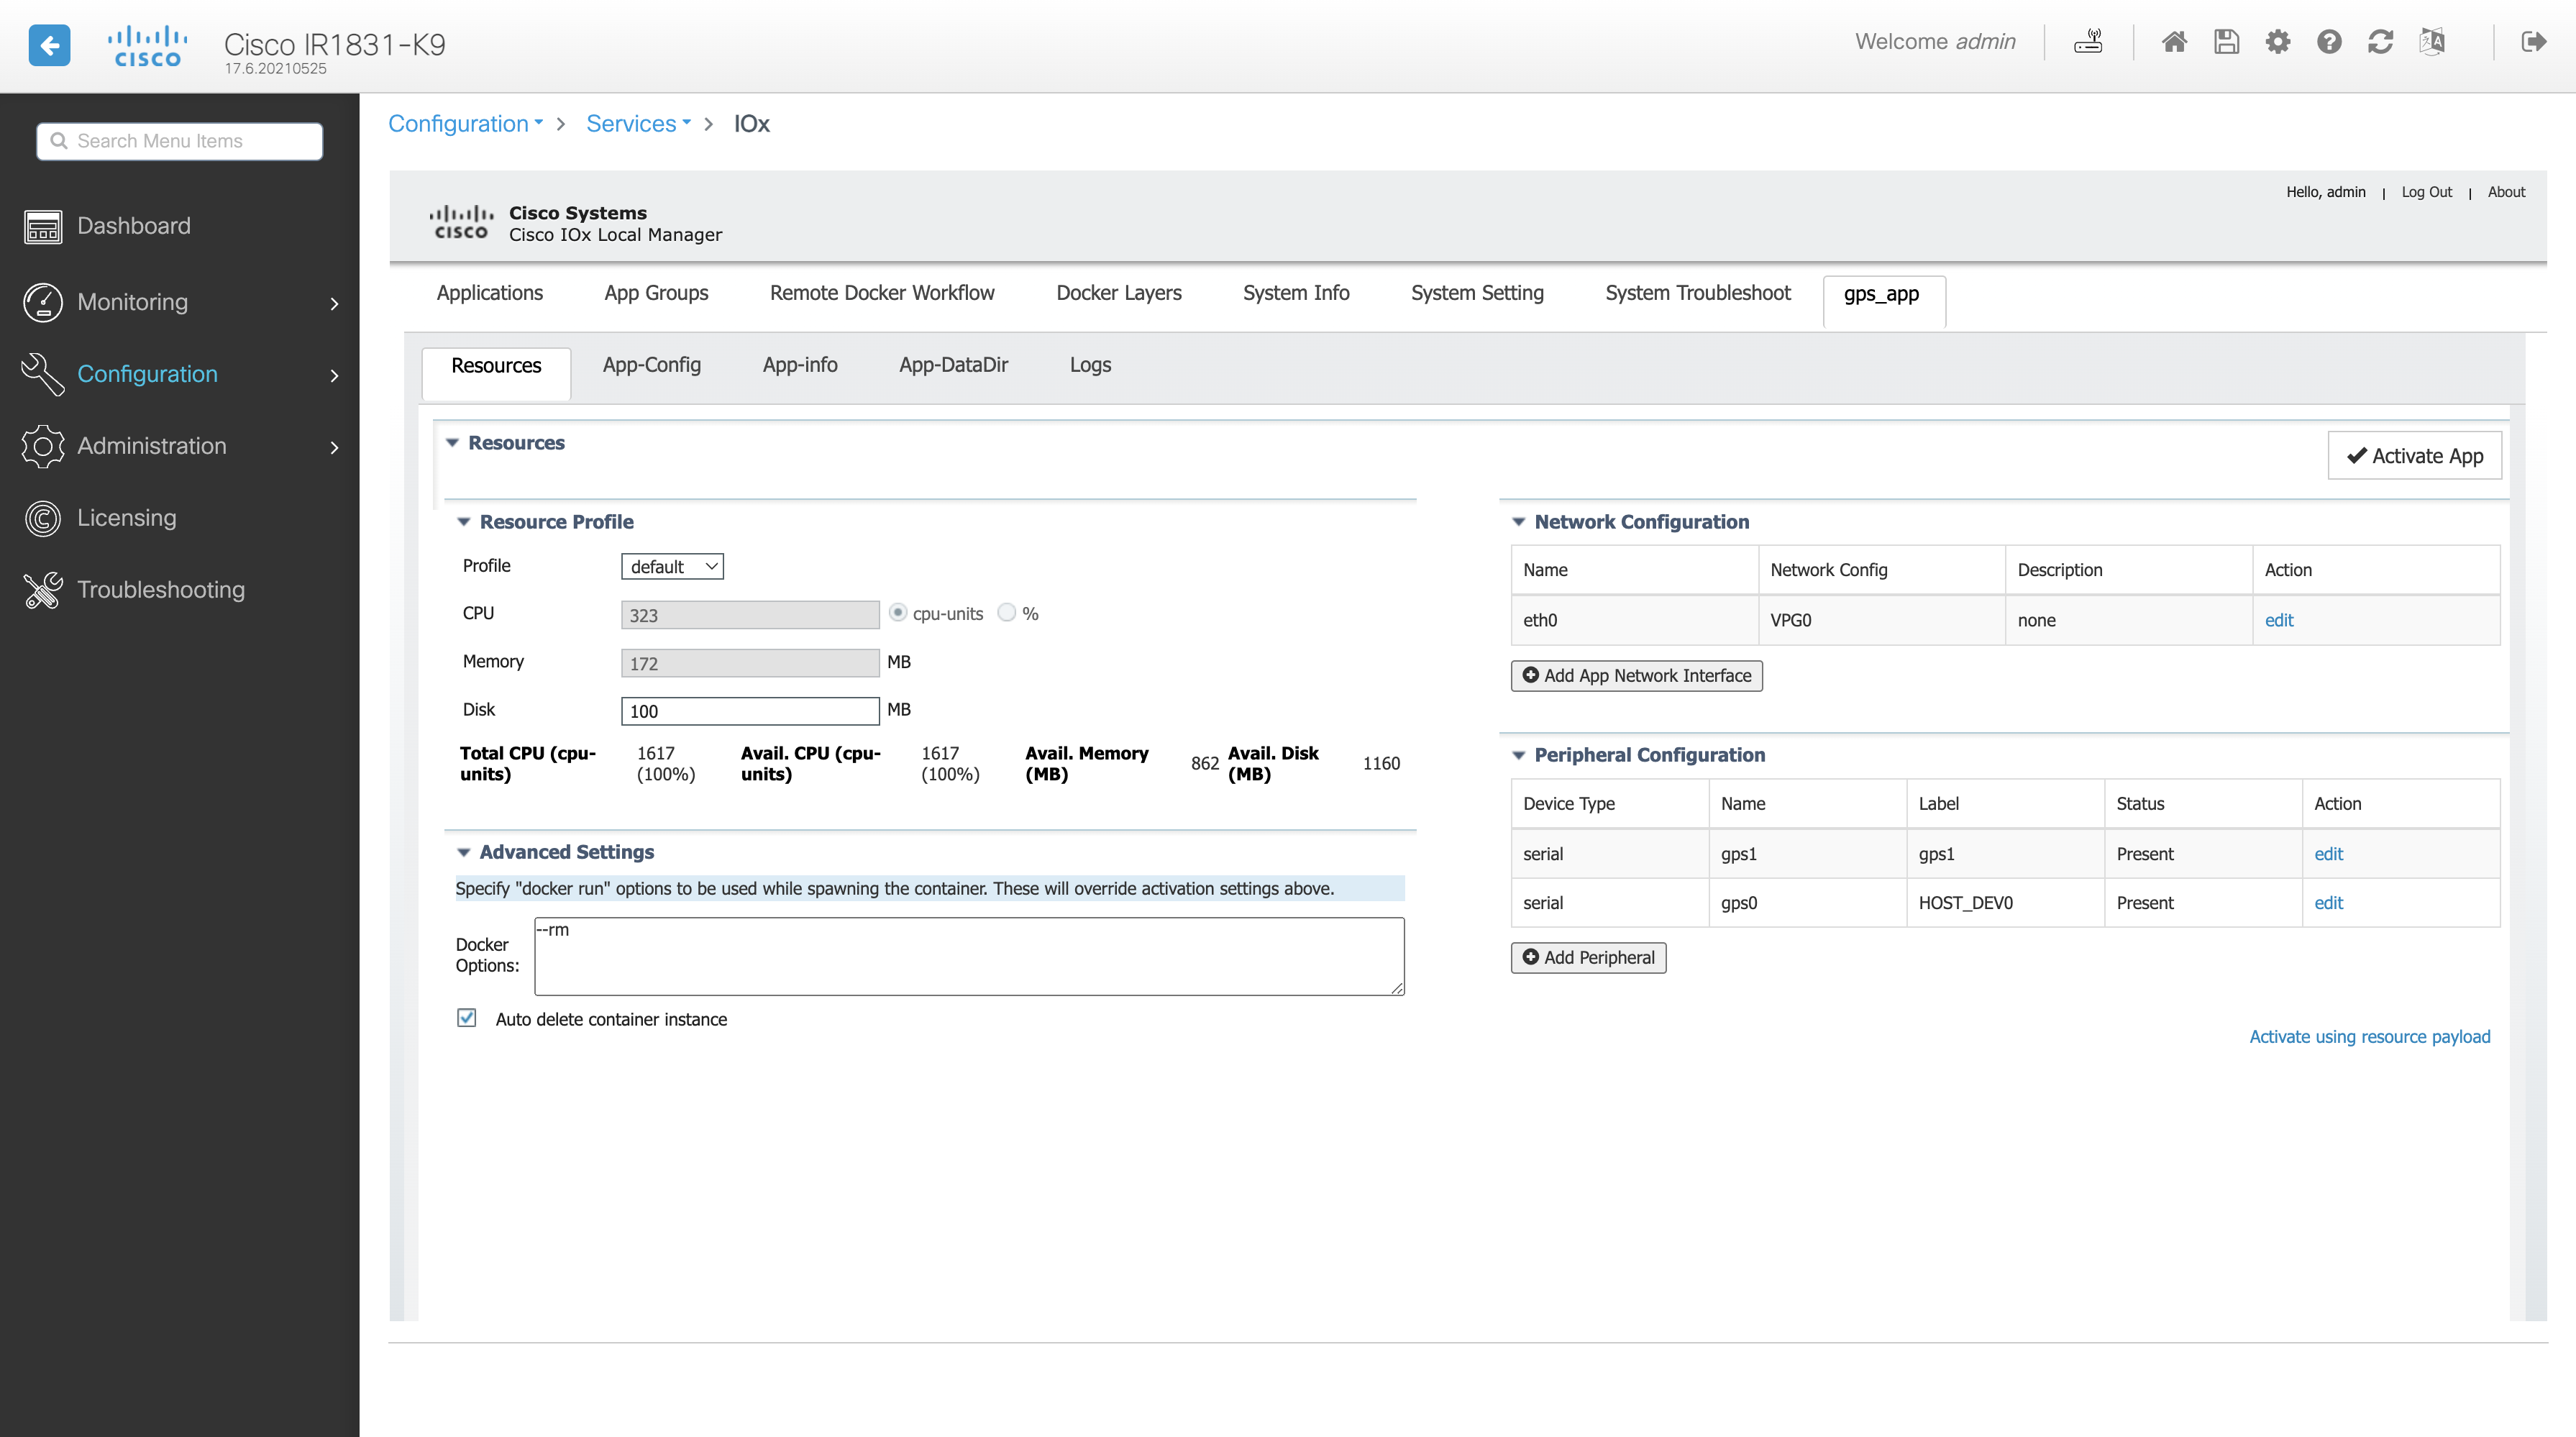 cisco
Cisco IR1831-K9
17.6.20210525
Welcome admin
Search Menu Items
Dashboard
Monitoring
Configuration
Administration
Licensing
Troubleshooting
Configuration > Services > IOx
Hello, admin | Log Out | About
cisco
Cisco Systems
Cisco IOx Local Manager
Applications App Groups Remote Docker Workflow Docker Layers System Info System Setting System Troubleshoot gps_app
Resources App-Config App-info App-DataDir Logs
Resources
Activate App
Resource Profile
Profile default
CPU 323 cpu-units %
Memory 172 MB
Disk 100 MB
Total CPU (cpu-units) 1617 (100%) Avail. CPU (cpu-units) 1617 (100%) Avail. Memory (MB) 862 Avail. Disk (MB) 1160
Advanced Settings
Specify "docker run" options to be used while spawning the container. These will override activation settings above.
Docker Options: --rm
Auto delete container instance
Network Configuration
Name Network Config Description Action
eth0 VPG0 none edit
Add App Network Interface
Peripheral Configuration
Device Type Name Label Status Action
serial gps1 gps1 Present edit
serial gps0 HOST_DEV0 Present edit
Add Peripheral
Activate using resource payload